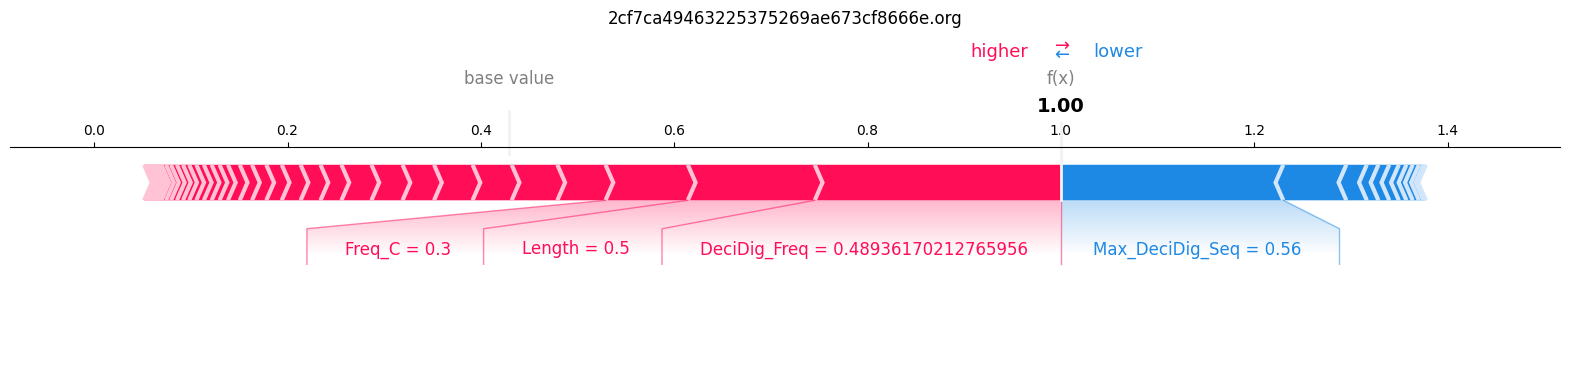 2cf7ca49463225375269ae673cf8666e.org
higher → ← lower
base value f(x)
1.00
0.0 0.2 0.4 0.6 0.8 1.0 1.2 1.4
Freq_C = 0.3 Length = 0.5 DeciDig_Freq = 0.48936170212765956 Max_DeciDig_Seq = 0.56